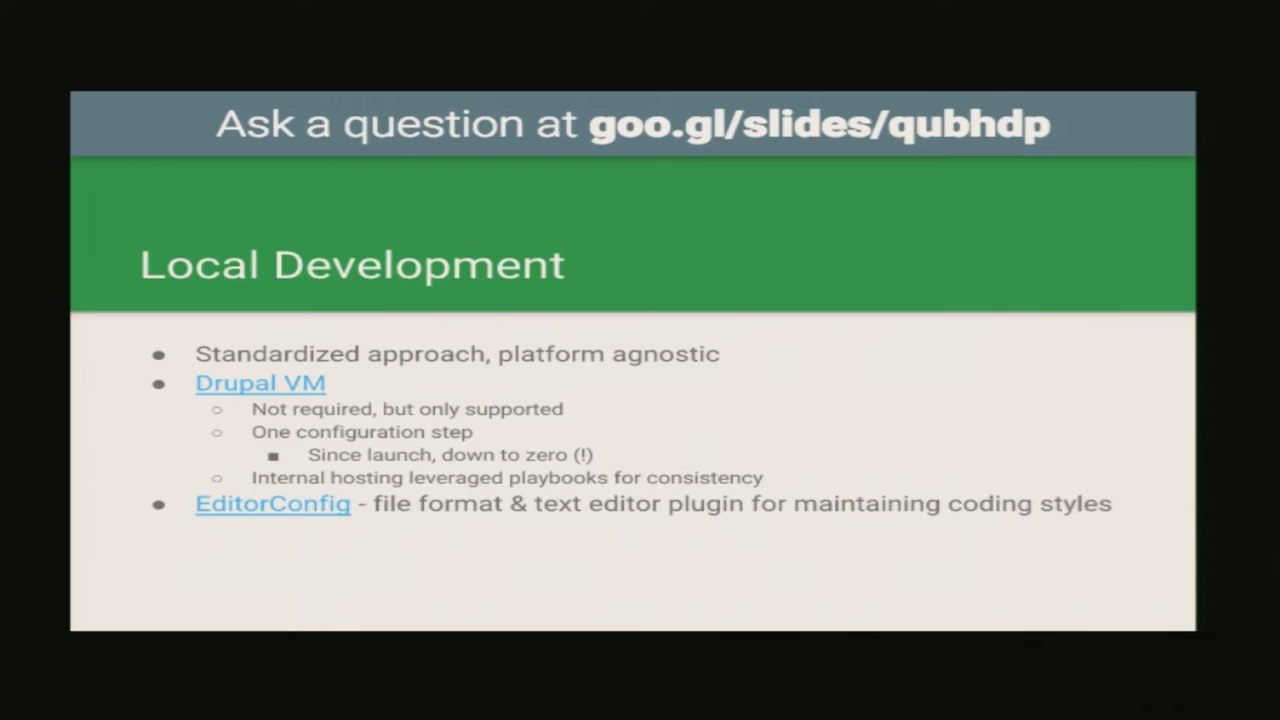 Ask a question at goo.gl/slides/qubhdp
Local Development
● Standardized approach, platform agnostic
● Drupal VM
○ Not required, but only supported
○ One configuration step
■ Since launch, down to zero (!)
○ Internal hosting leveraged playbooks for consistency
● EditorConfig - file format & text editor plugin for maintaining coding styles